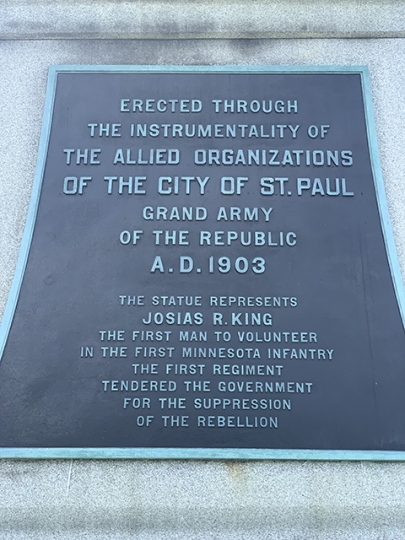 ERECTED THROUGH
THE INSTRUMENTALITY OF
THE ALLIED ORGANIZATIONS
OF THE CITY OF ST. PAUL
GRAND ARMY
OF THE REPUBLIC
A.D. 1903
THE STATUE REPRESENTS
JOSIAS R. KING
THE FIRST MAN TO VOLUNTEER
IN THE FIRST MINNESOTA INFANTRY
THE FIRST REGIMENT
TENDERED THE GOVERNMENT
FOR THE SUPPRESSION
OF THE REBELLION